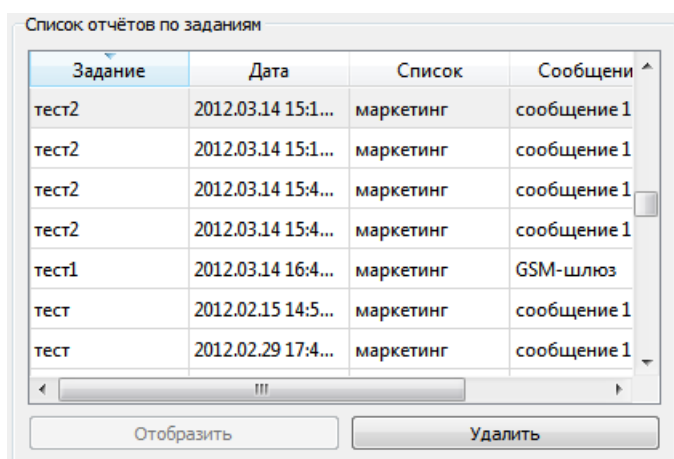 Список отчётов по заданиям
Задание Дата Список Сообщени
тест2 2012.03.14 15:1... маркетинг сообщение 1
тест2 2012.03.14 15:1... маркетинг сообщение 1
тест2 2012.03.14 15:4... маркетинг сообщение 1
тест2 2012.03.14 15:4... маркетинг сообщение 1
тест1 2012.03.14 16:4... маркетинг GSM-шлюз
тест 2012.02.15 14:5... маркетинг сообщение 1
тест 2012.02.29 17:4... маркетинг сообщение 1
Отобразить Удалить